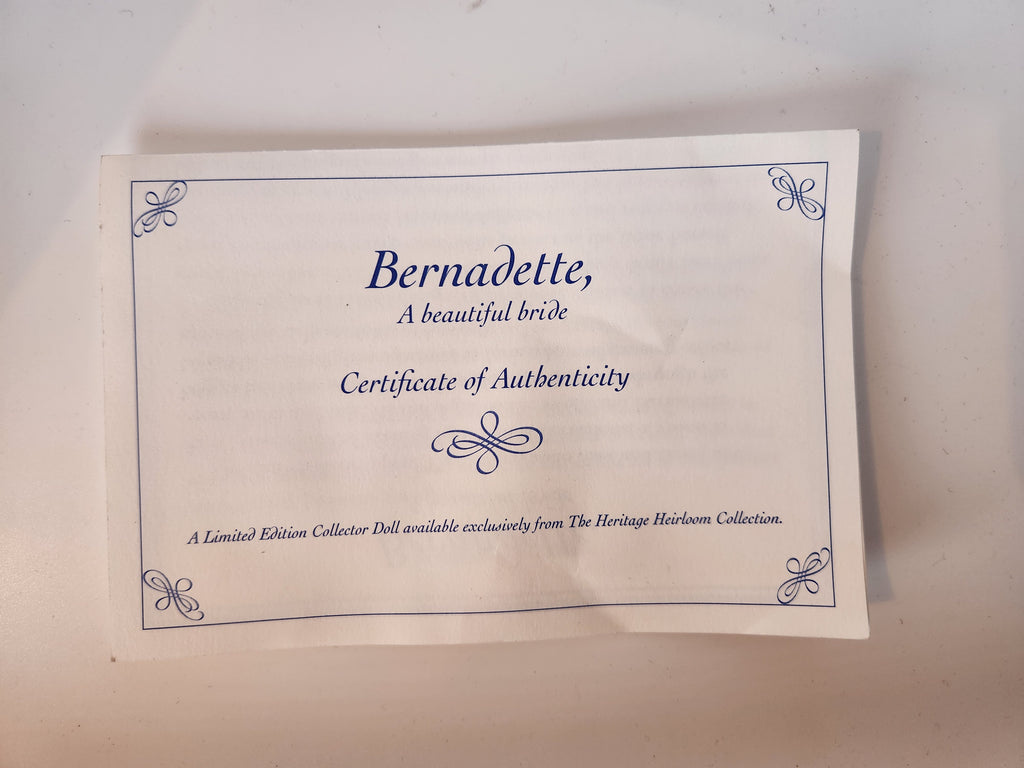 Bernadette,
A beautiful bride
Certificate of Authenticity
A Limited Edition Collector Doll available exclusively from The Heritage Heirloom Collection.